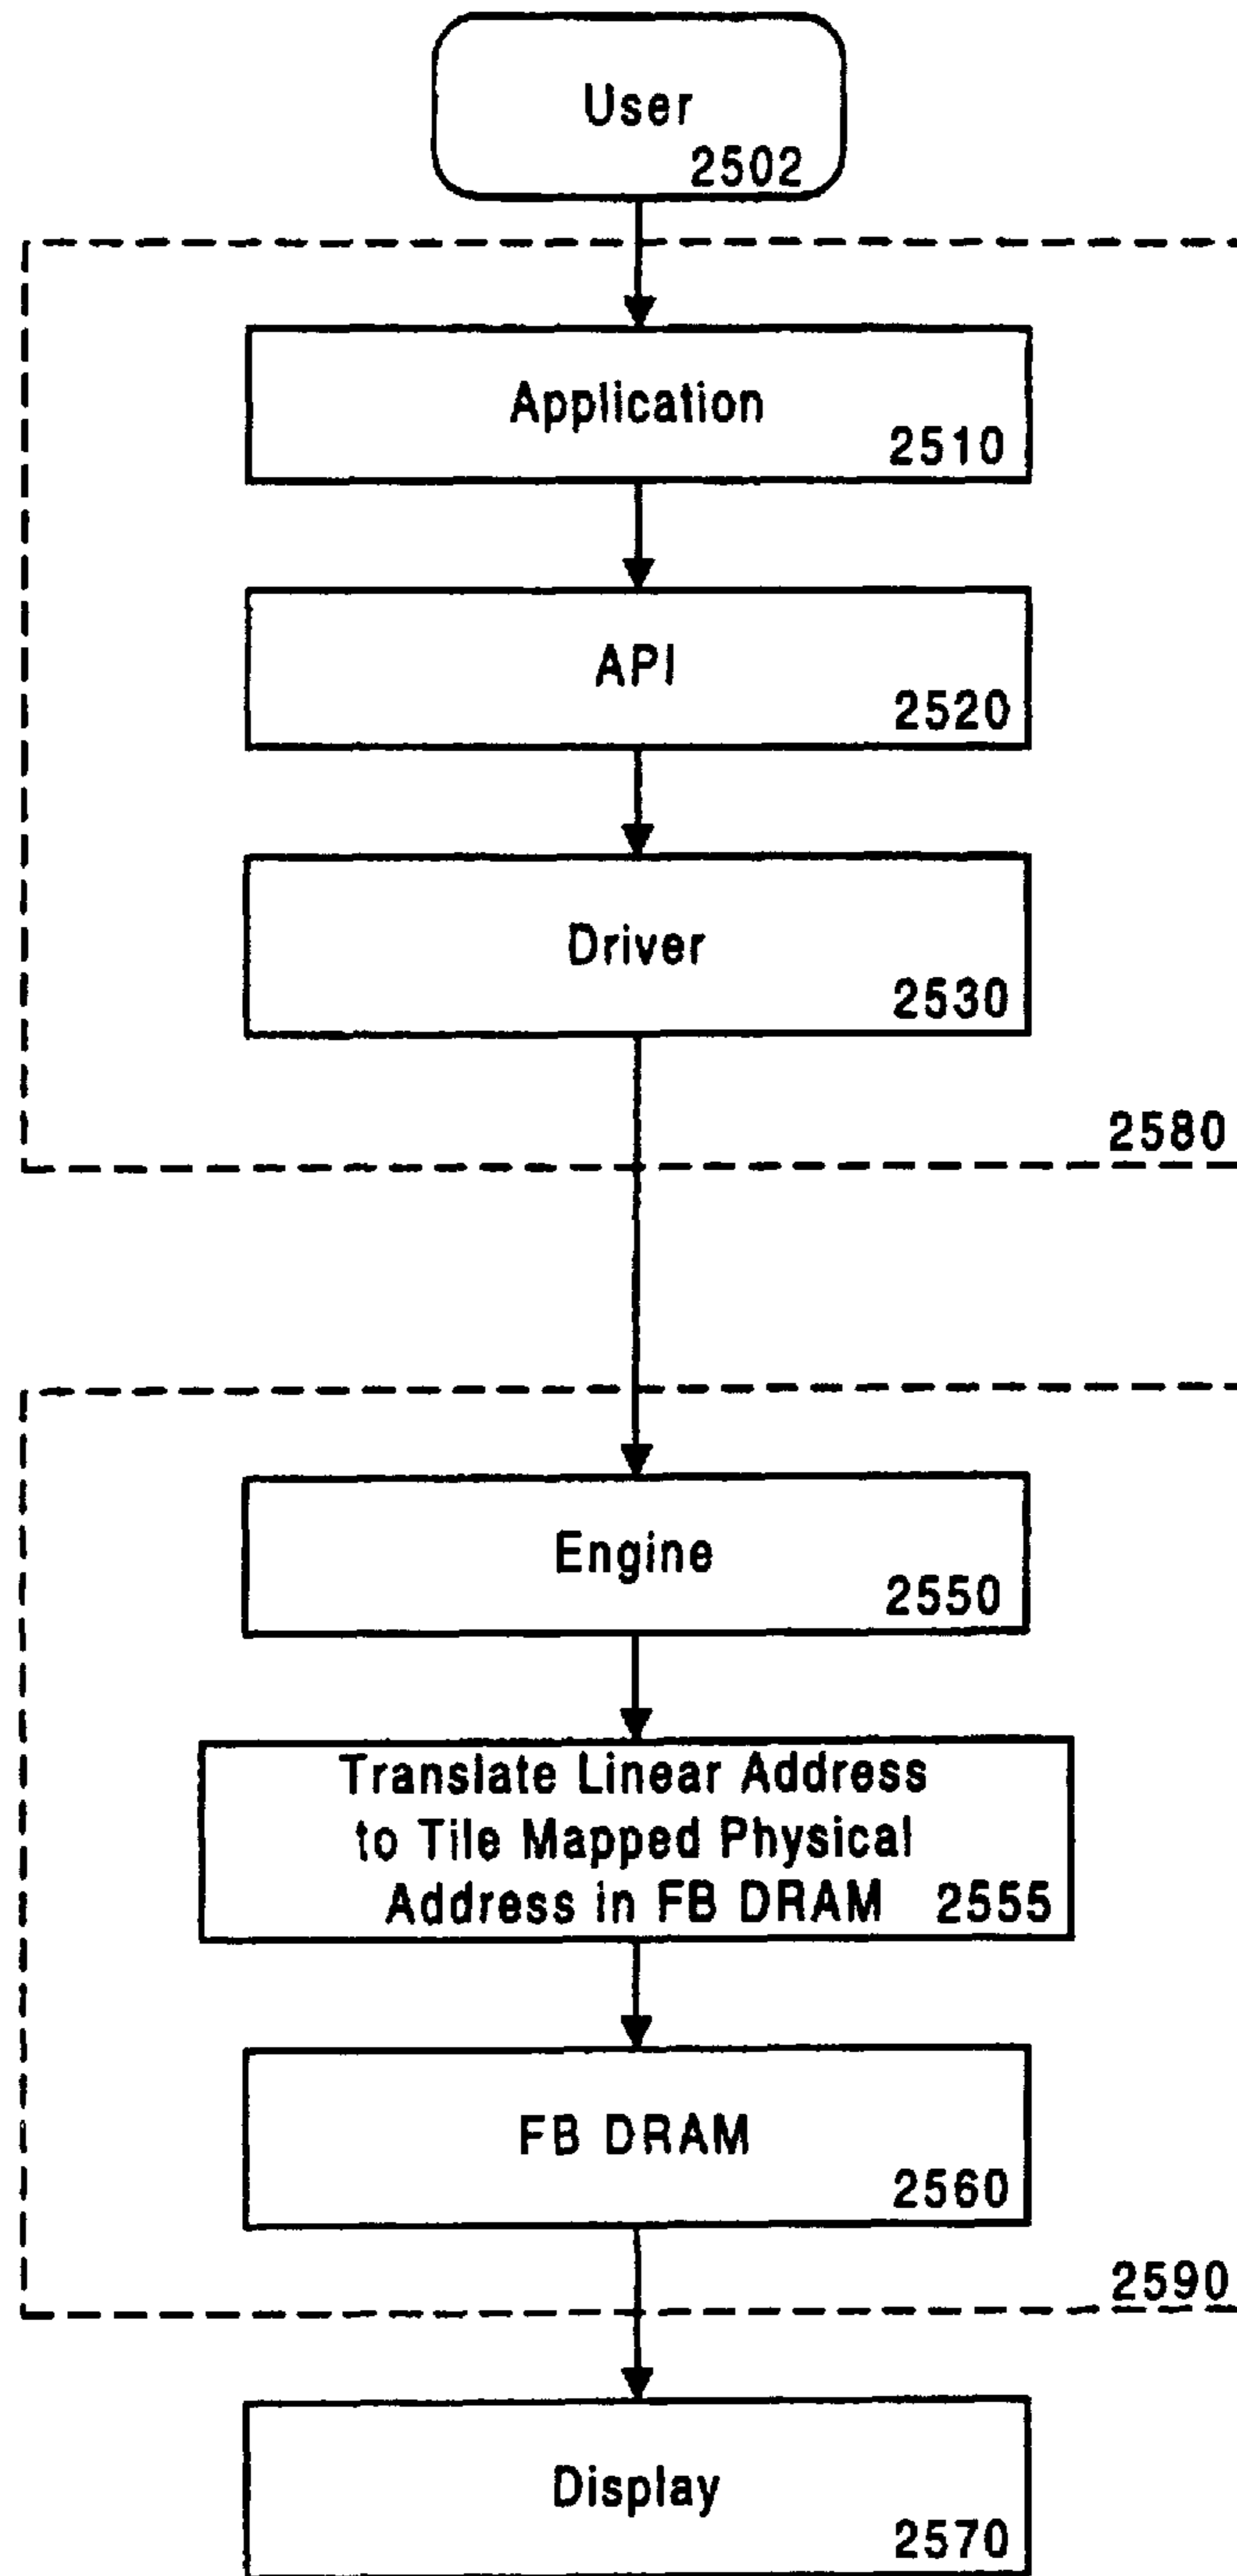 User
2502
Application
2510
API
2520
Driver
2530
2580
Engine
2550
Translate Linear Address
to Tile Mapped Physical
Address in FB DRAM 2555
FB DRAM
2560
2590
Display
2570